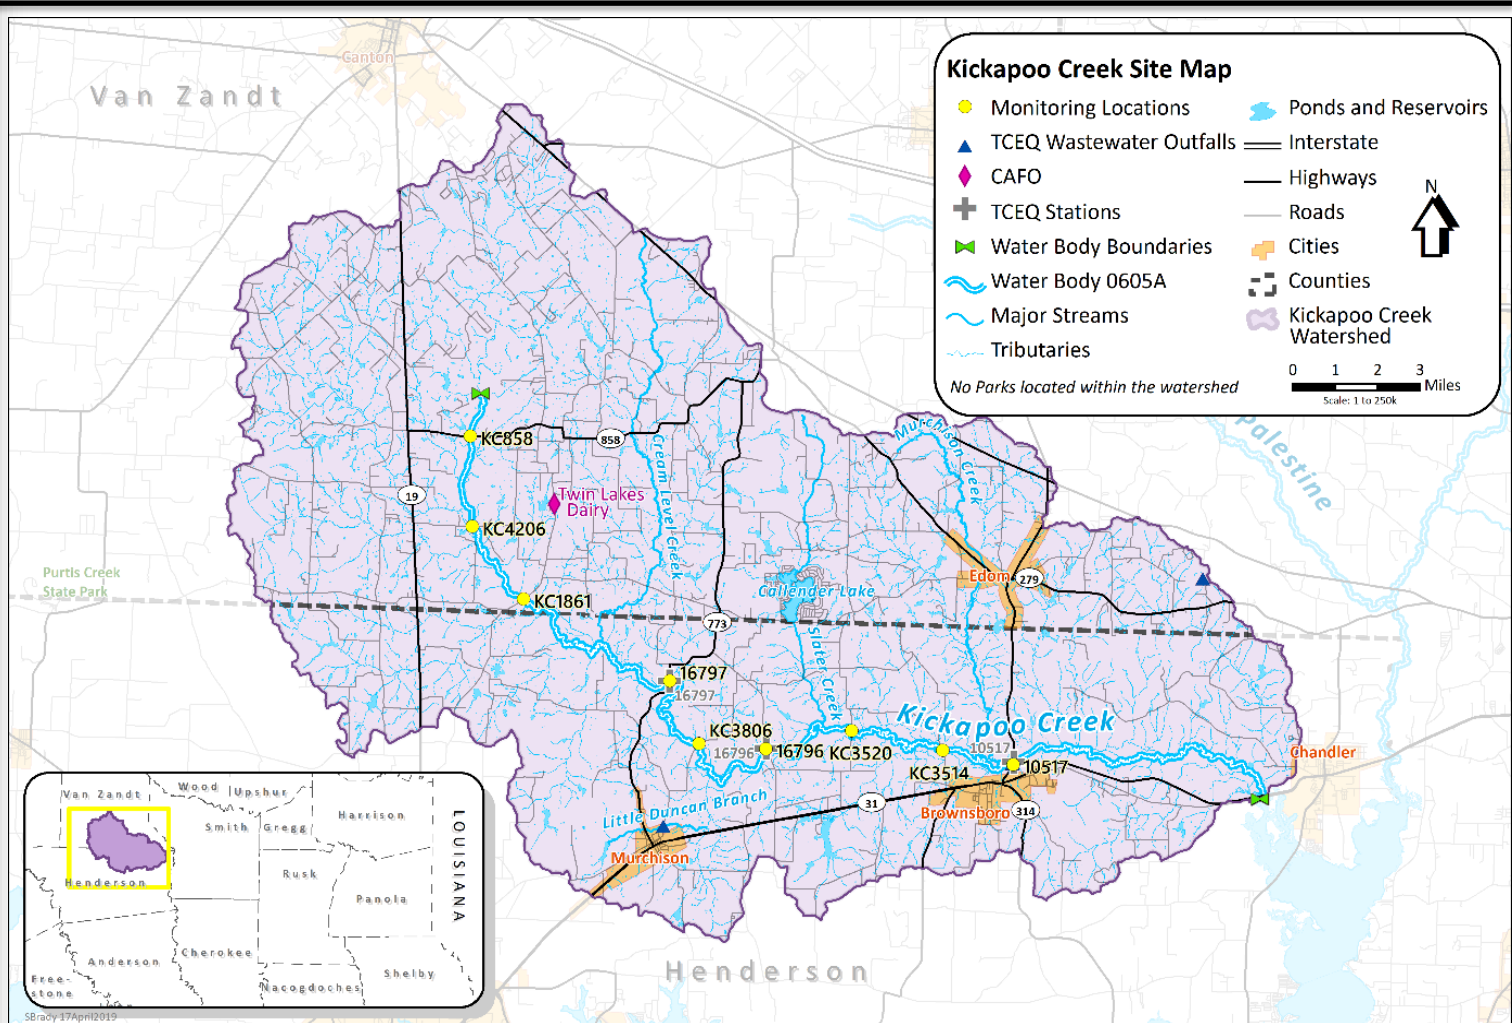 Canton
Van Zandt
Kickapoo Creek Site Map
Monitoring Locations
TCEQ Wastewater Outfalls
CAFO
TCEQ Stations
Water Body Boundaries
Water Body 0605A
Major Streams
Tributaries
No Parks located within the watershed
Ponds and Reservoirs
Interstate
Highways
Roads
Cities
Counties
Kickapoo Creek
Watershed
N
0 1 2 3
Miles
Scale: 1 to 250k
Palestine
Murchison Creek
KC858
858
Cream Level Creek
19
Twin Lakes
Dairy
KC4206
Purtis Creek
State Park
KC1861
Callender Lake
Edom
279
773
Slater Creek
16797
16797
Kickapoo Creek
KC3806
16796
16796
KC3520
KC3514
10517
10517
Chandler
Little Duncan Branch
31
Brownsboro
314
Murchison
Henderson
Van Zandt
Wood
Upshur
Smith
Gregg
Harrison
LOUISIANA
Henderson
Rusk
Panola
Anderson
Cherokee
Shelby
Free-
stone
Nacogdoches
SBrady 17April2019